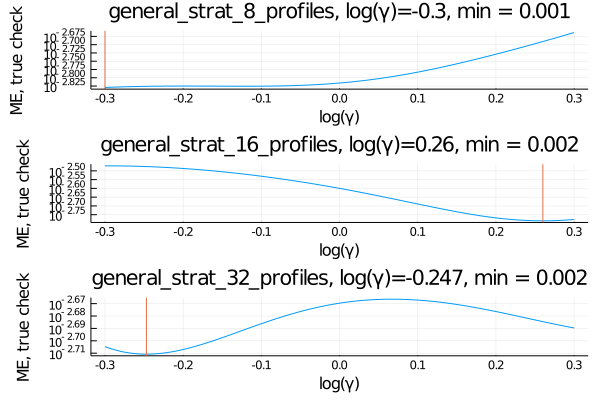 general_strat_8_profiles, log(γ)=-0.3, min = 0.001
ME, true check
10^-2.675
10^-2.700
10^-2.725
10^-2.750
10^-2.775
10^-2.800
10^-2.825
-0.3 -0.2 -0.1 0.0 0.1 0.2 0.3
log(γ)
general_strat_16_profiles, log(γ)=0.26, min = 0.002
ME, true check
10^-2.50
10^-2.55
10^-2.60
10^-2.65
10^-2.70
10^-2.75
-0.3 -0.2 -0.1 0.0 0.1 0.2 0.3
log(γ)
general_strat_32_profiles, log(γ)=-0.247, min = 0.002
ME, true check
10^-2.67
10^-2.68
10^-2.69
10^-2.70
10^-2.71
-0.3 -0.2 -0.1 0.0 0.1 0.2 0.3
log(γ)